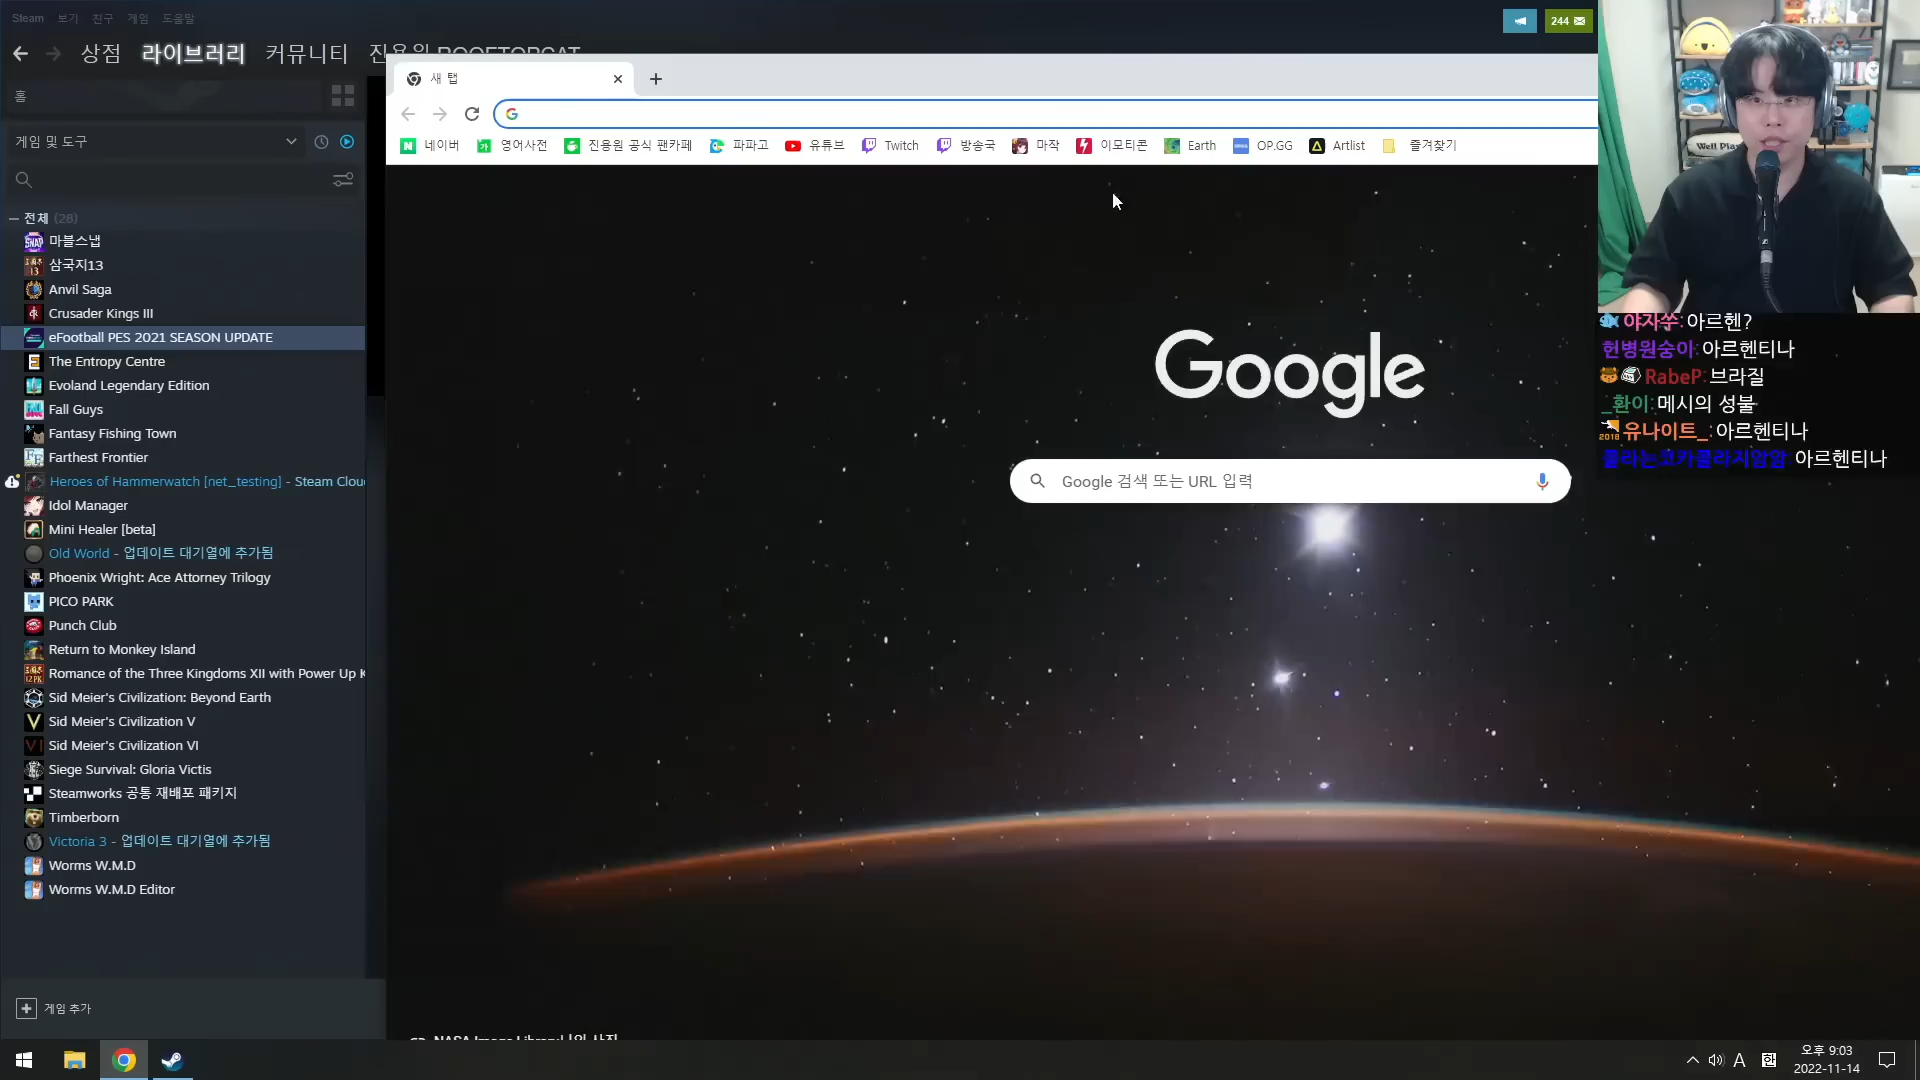 Steam 보기 친구 게임 도움말
244
상점 라이브러리 커뮤니티 진용원 ROOFTOPCAT
새 탭
홈
게임 및 도구
네이버 영어사전 진용원 공식 팬카페 파파고 유튜브 Twitch 방송국 마작 이모티콘 Earth OP.GG Artlist 즐겨찾기
전체 (28)
마블스냅
삼국지13
Anvil Saga
Crusader Kings III
eFootball PES 2021 SEASON UPDATE
The Entropy Centre
Evoland Legendary Edition
Fall Guys
Fantasy Fishing Town
Farthest Frontier
Heroes of Hammerwatch [net_testing] - Steam Clou
Idol Manager
Mini Healer [beta]
Old World - 업데이트 대기열에 추가됨
Phoenix Wright: Ace Attorney Trilogy
PICO PARK
Punch Club
Return to Monkey Island
Romance of the Three Kingdoms XII with Power Up K
Sid Meier's Civilization: Beyond Earth
Sid Meier's Civilization V
Sid Meier's Civilization VI
Siege Survival: Gloria Victis
Steamworks 공통 재배포 패키지
Timberborn
Victoria 3 - 업데이트 대기열에 추가됨
Worms W.M.D
Worms W.M.D Editor
게임 추가
Google
Google 검색 또는 URL 입력
Well Pla
야자쑤: 아르헨?
헌병원숭이: 아르헨티나
RabeP: 브라질
_환이: 메시의 성불
2018 유나이트_: 아르헨티나
아르헨티나
A 한
오후 9:03
2022-11-14